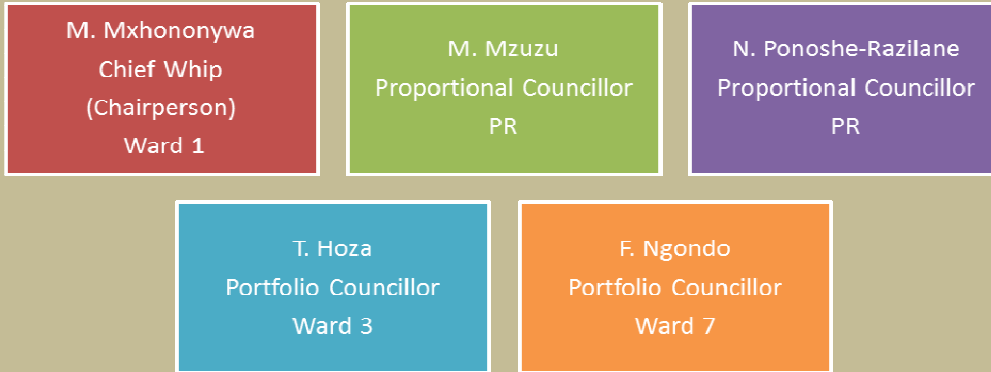 M. Mxhononywa
Chief Whip
(Chairperson)
Ward 1
M. Mzuzu
Proportional Councillor
PR
N. Ponoshe-Razilane
Proportional Councillor
PR
T. Hoza
Portfolio Councillor
Ward 3
F. Ngondo
Portfolio Councillor
Ward 7